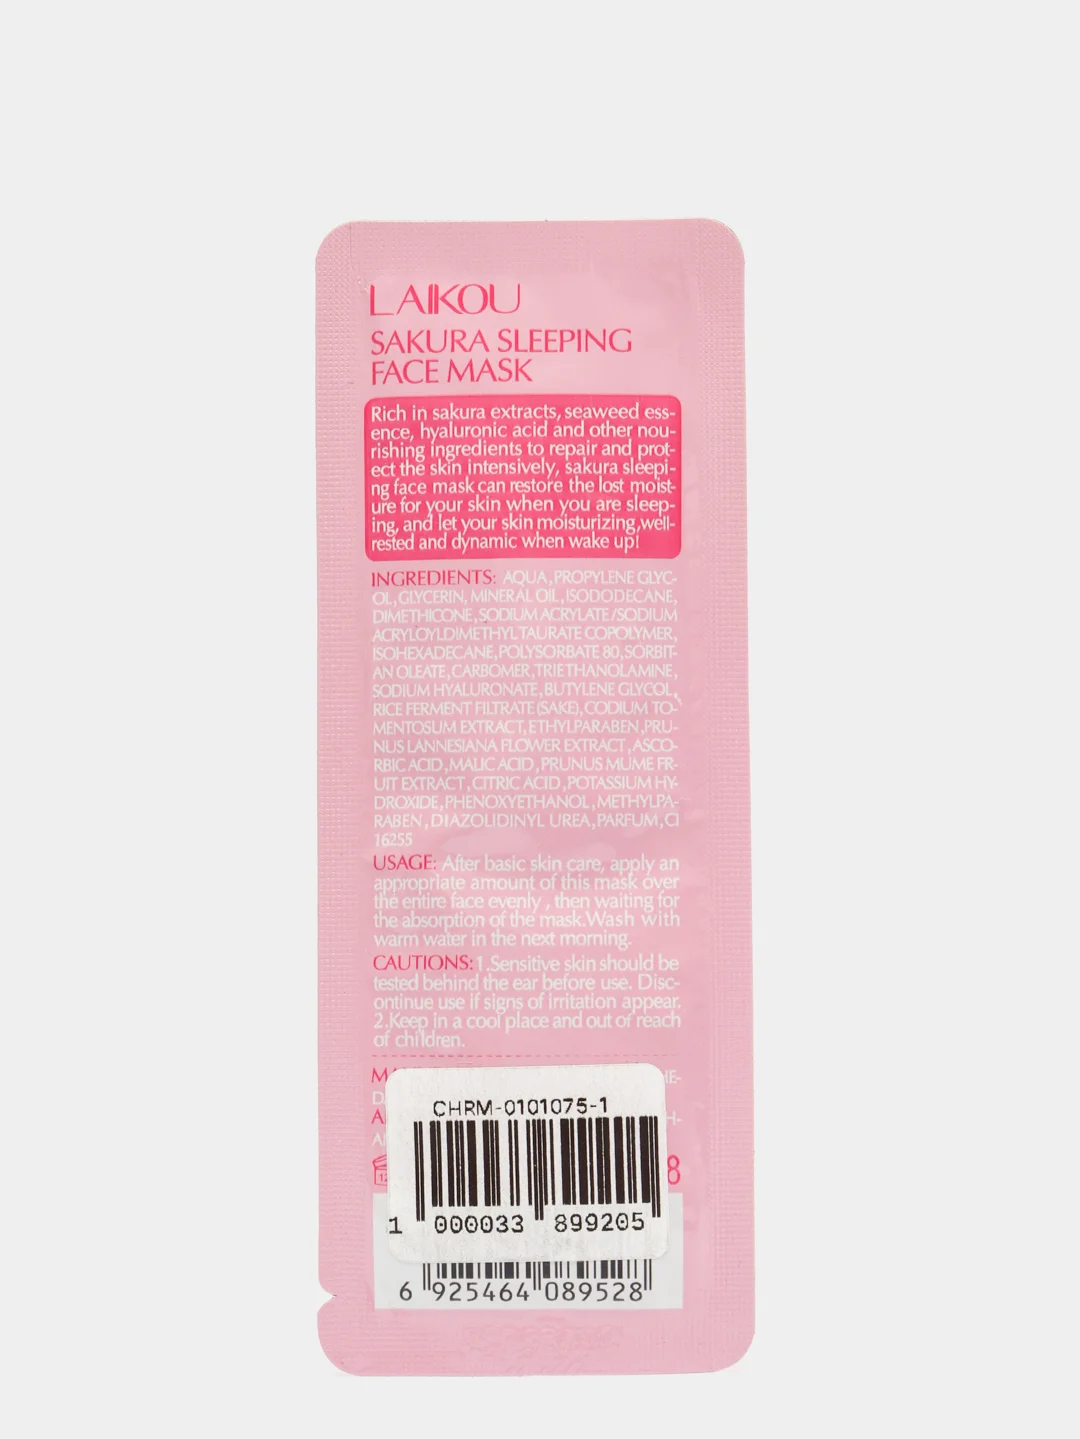 LAIKOU
SAKURA SLEEPING
FACE MASK
Rich in sakura extracts, seaweed ess-
ence, hyaluronic acid and other nou-
rishing ingredients to repair and prot-
ect the skin intensively, sakura sleepi-
ng face mask can restore the lost moist-
ure for your skin when you are sleep-
ing, and let your skin moisturizing,well-
rested and dynamic when wake up!
INGREDIENTS: AQUA,PROPYLENE GLYC-
OL,GLYCERIN, MINERAL OIL,ISODODECANE,
DIMETHICONE,SODIUM ACRYLATE/SODIUM
ACRYLOYLDIMETHYL TAURATE COPOLYMER,
ISOHEXADECANE,POLYSORBATE 80,SORBIT-
AN OLEATE,CARBOMER,TRIETHANOLAMINE,
SODIUM HYALURONATE,BUTYLENE GLYCOL,
RICE FERMENT FILTRATE (SAKE),CODIUM TO-
MENTOSUM EXTRACT,ETHYLPARABEN,PRU-
NUS LANNESIANA FLOWER EXTRACT,ASCO-
RBIC ACID,MALIC ACID,PRUNUS MUME FR-
UIT EXTRACT,CITRIC ACID,POTASSIUM HY-
DROXIDE,PHENOXYETHANOL,METHYLPA-
RABEN,DIAZOLIDINYL UREA,PARFUM,CI
16255
USAGE: After basic skin care, apply an
appropriate amount of this mask over
the entire face evenly , then waiting for
the absorption of the mask.Wash with
warm water in the next morning.
CAUTIONS:1.Sensitive skin should be
tested behind the ear before use. Disc-
ontinue use if signs of irritation appear.
2.Keep in a cool place and out of reach
of children.
CHRM-0101075-1
1 000033 899205
8
6 925464 089528